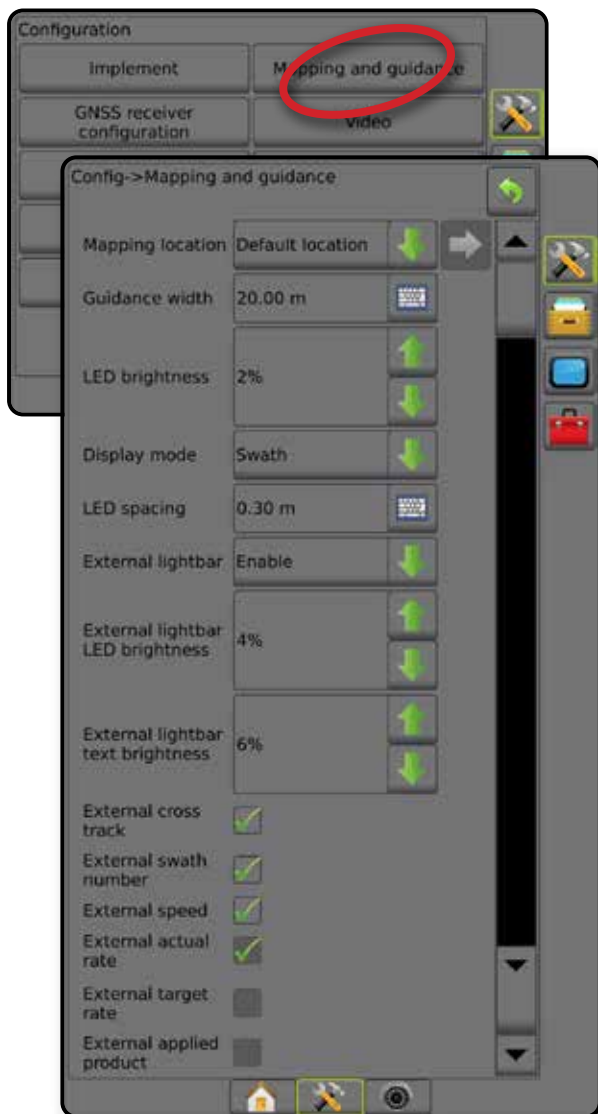 Configuration
Implement
Mapping and guidance
GNSS receiver
configuration
Video
Config->Mapping and guidance
Mapping location
Default location
Guidance width
20.00 m
LED brightness
2%
Display mode
Swath
LED spacing
0.30 m
External lightbar
Enable
External lightbar
LED brightness
4%
External lightbar
text brightness
6%
External cross
track
External swath
number
External speed
External actual
rate
External target
rate
External applied
product